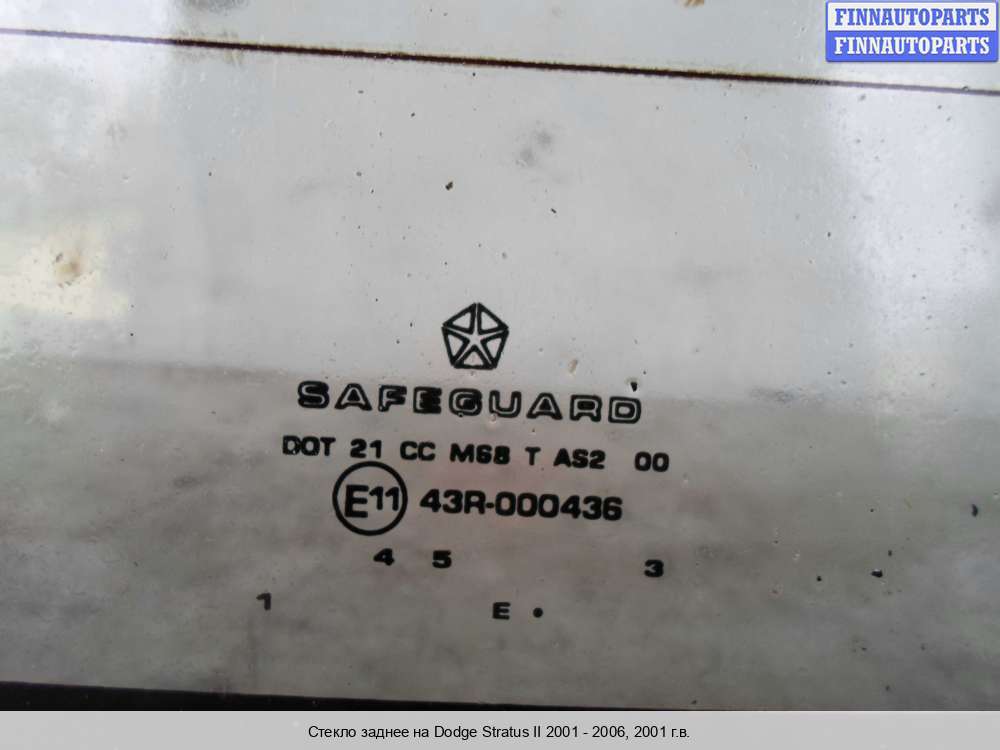 FINNAUTOPARTS
FINNAUTOPARTS
SAFEGUARD
DOT 21 CC M68 T AS2 00
E11 43R-000436
4 5 3
1 E •
Стекло заднее на Dodge Stratus II 2001 - 2006, 2001 г.в.